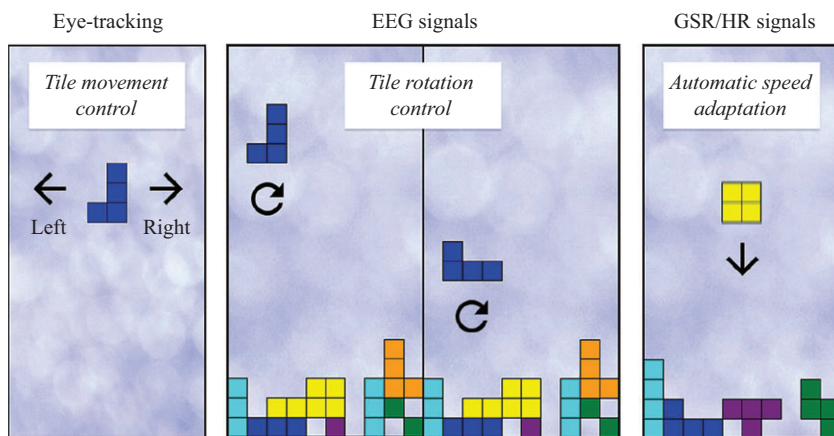 Eye-tracking
EEG signals
GSR/HR signals
Tile movement
control
Tile rotation
control
Automatic speed
adaptation
Left
Right